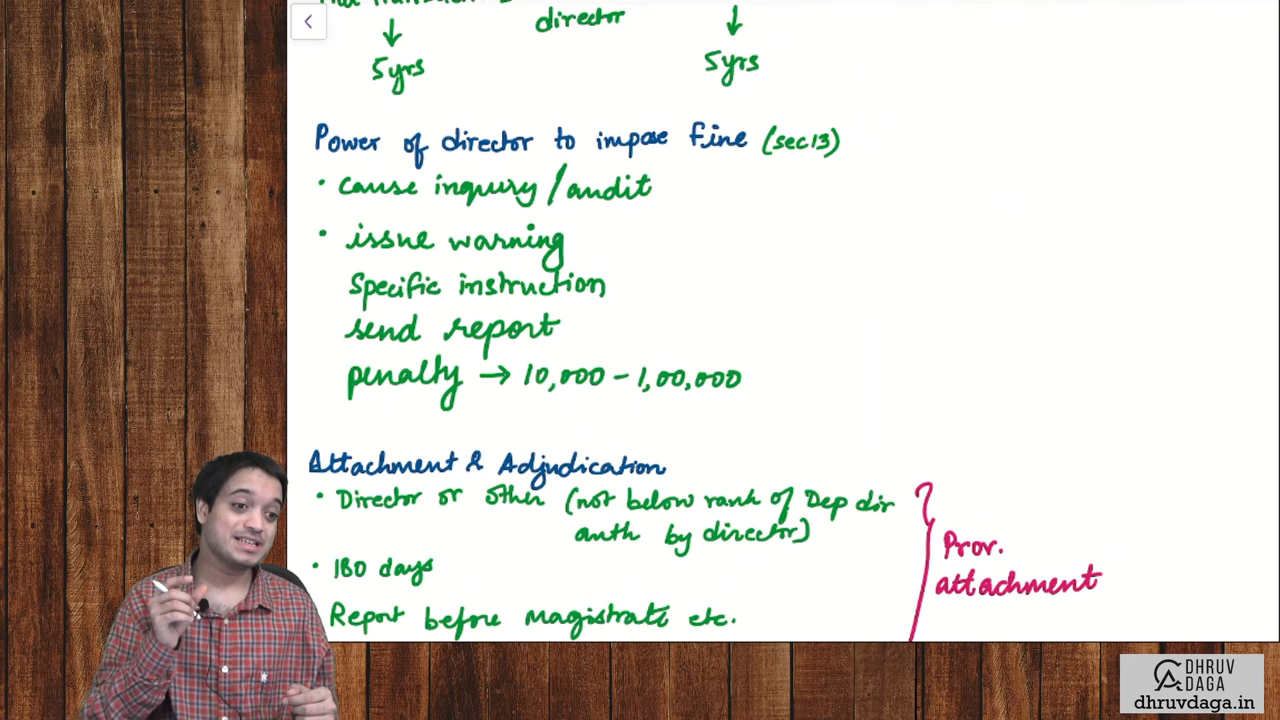 director
5yrs
5yrs
Power of director to impose fine (sec 13)
• cause inquiry / audit
• issue warning
specific instruction
send report
penalty → 10,000 - 1,00,000
Attachment & Adjudication
• Director or other (not below rank of Dep dir
auth by director)
• 180 days
Report before magistrate etc.
Prov.
attachment
DHRUV
DAGA
dhruvdaga.in